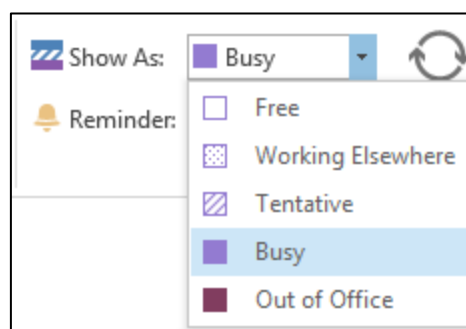 Show As: Busy
Reminder:
Free
Working Elsewhere
Tentative
Busy
Out of Office